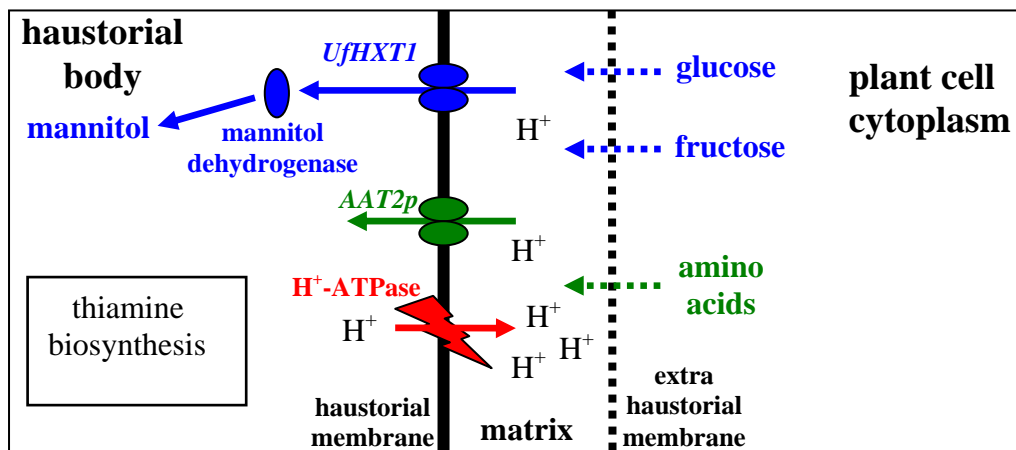 haustorial
body
UfHXT1
glucose
plant cell
cytoplasm
mannitol
mannitol
dehydrogenase
H+
fructose
AAT2p
H+
amino
acids
H+-ATPase
H+
H+
H+
H+
thiamine
biosynthesis
haustorial
membrane
matrix
extra
haustorial
membrane